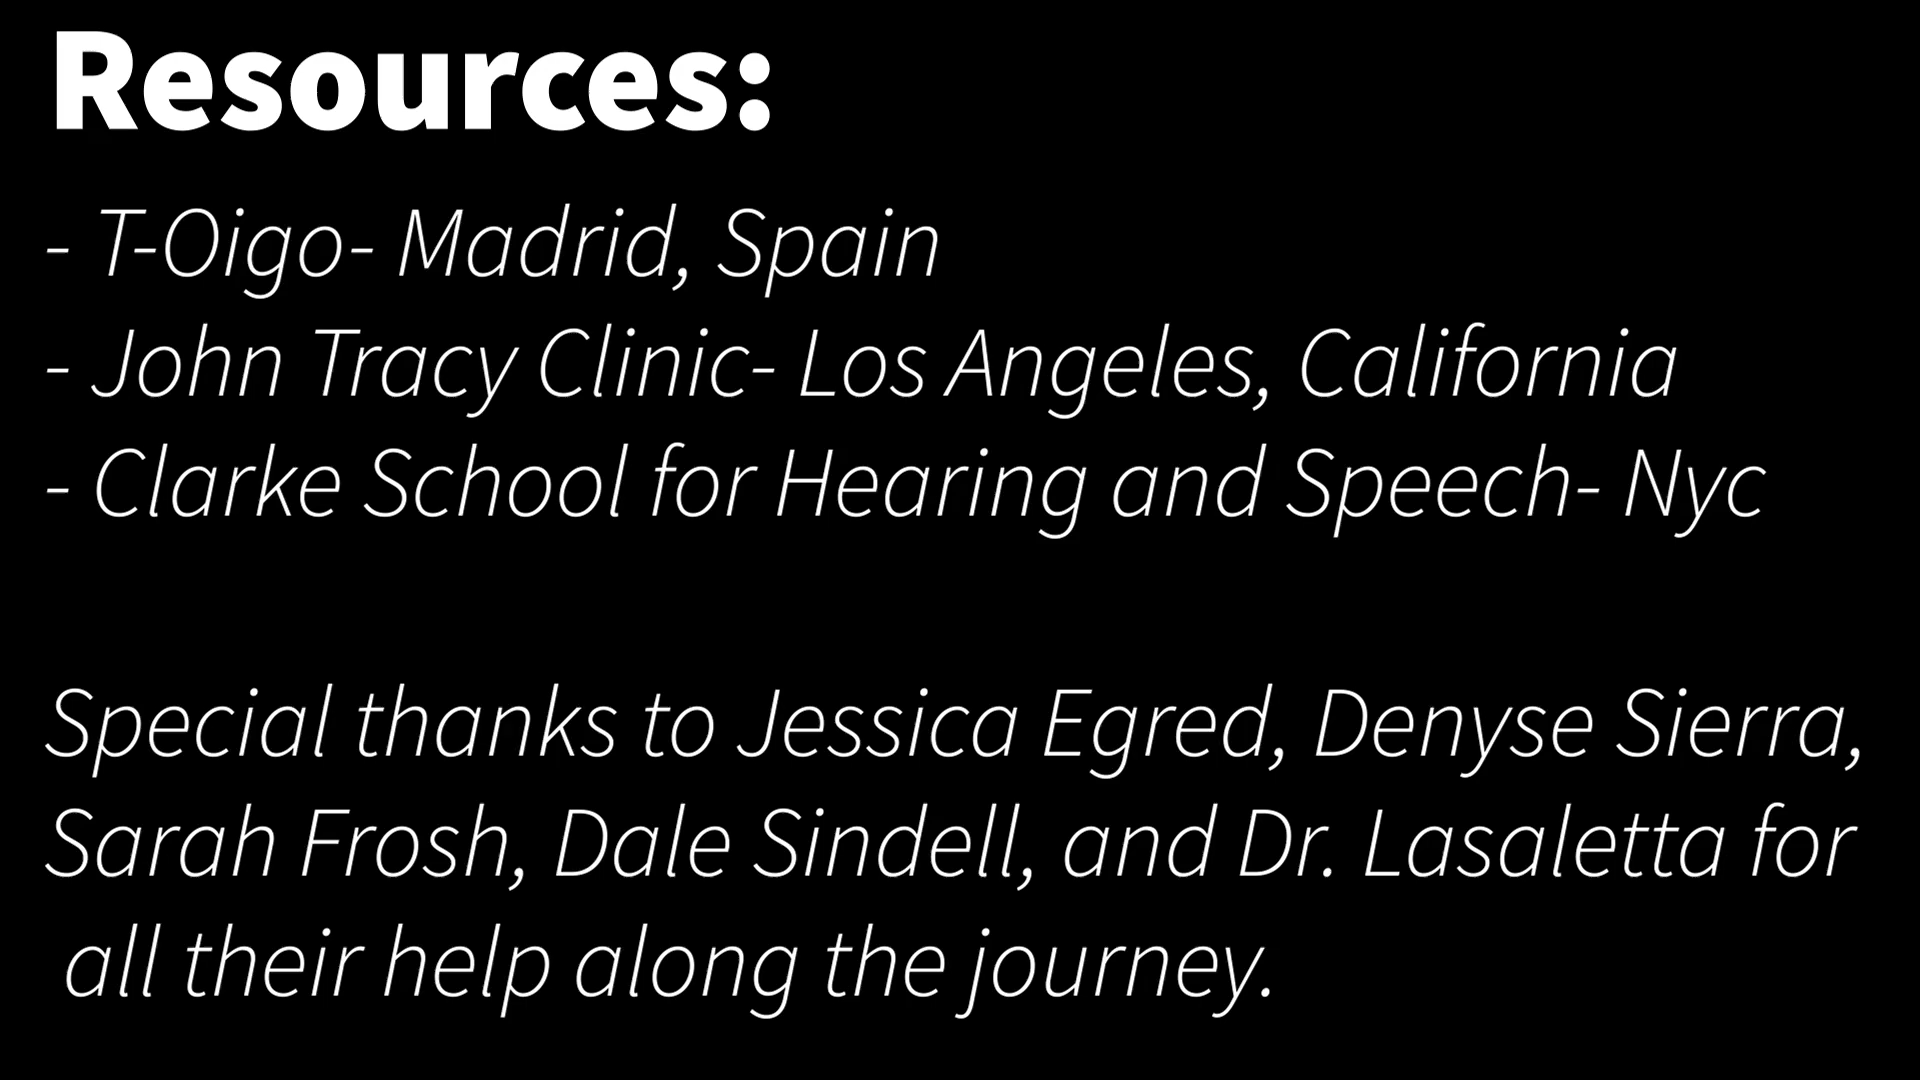 Resources:
- T-Oigo- Madrid, Spain
- John Tracy Clinic- Los Angeles, California
- Clarke School for Hearing and Speech- Nyc
Special thanks to Jessica Egred, Denyse Sierra,
Sarah Frosh, Dale Sindell, and Dr. Lasaletta for
all their help along the journey.